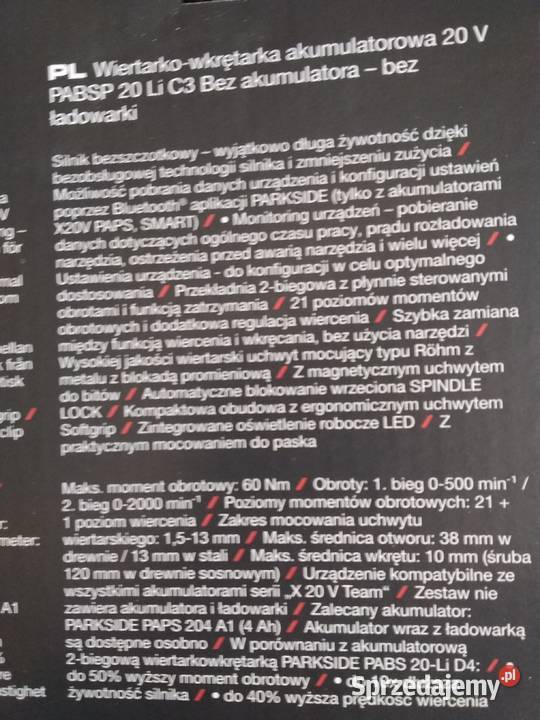 PL Wiertarko-wkrętarka akumulatorowa 20 V
PABSP 20 Li C3 Bez akumulatora – bez
ładowarki
Silnik bezszczotkowy – wyjątkowo długa żywotność dzięki
bezobsługowej technologii silnika i zmniejszeniu zużycia /
Możliwość pobrania danych urządzenia i konfiguracji ustawień
poprzez Bluetooth® aplikacji PARKSIDE (tylko z akumulatorami
X20V PAPS, SMART) / • Monitoring urządzeń – pobieranie
danych dotyczących ogólnego czasu pracy, prądu rozładowania
narzędzia, ostrzeżenia przed awarią narzędzia i wielu więcej / •
Ustawienia urządzenia - do konfiguracji w celu optymalnego
dostosowania / Przekładnia 2-biegowa z płynnie sterowanymi
obrotami i funkcją zatrzymania / 21 poziomów momentów
obrotowych i dodatkowa regulacja wiercenia / Szybka zamiana
między funkcją wiercenia i wkręcania, bez użycia narzędzi /
Wysokiej jakości wiertarski uchwyt mocujący typu Röhm z
metalu z blokadą promieniową / Z magnetycznym uchwytem
do bitów / Automatyczne blokowanie wrzeciona SPINDLE
LOCK / Kompaktowa obudowa z ergonomicznym uchwytem
Softgrip / Zintegrowane oświetlenie robocze LED / Z
praktycznym mocowaniem do paska
Maks. moment obrotowy: 60 Nm / Obroty: 1. bieg 0-500 min⁻¹ /
2. bieg 0-2000 min⁻¹ / Poziomy momentów obrotowych: 21 +
1 poziom wiercenia / Zakres mocowania uchwytu
wiertarskiego: 1,5-13 mm / Maks. średnica otworu: 38 mm w
drewnie / 13 mm w stali / Maks. średnica wkrętu: 10 mm (śruba
120 mm w drewnie sosnowym) / Urządzenie kompatybilne ze
wszystkimi akumulatorami serii „X 20 V Team" / Zestaw nie
zawiera akumulatora i ładowarki / Zalecany akumulator:
PARKSIDE PAPS 204 A1 (4 Ah) / Akumulator wraz z ładowarką
są dostępne osobno / W porównaniu z akumulatorową
2-biegową wiertarkowkrętarką PARKSIDE PABS 20-Li D4: /
do 50% wyższy moment obrotowy / • do 10x
żywotność silnika / • do 40% wyższa prędkość wiercenia
Sprzedajemy.pl